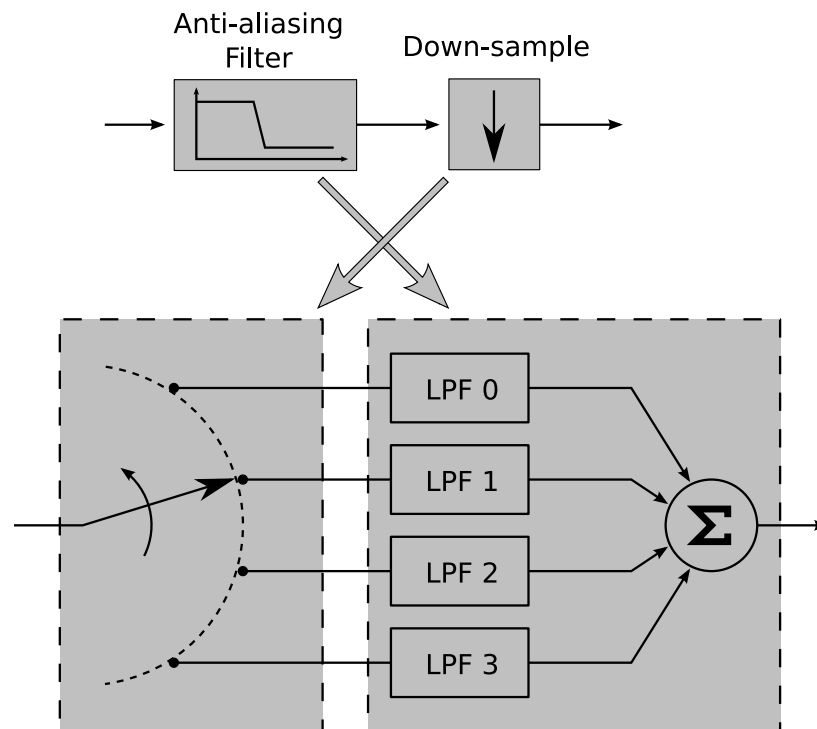 Anti-aliasing
Filter
Down-sample
LPF 0
LPF 1
LPF 2
LPF 3
Σ